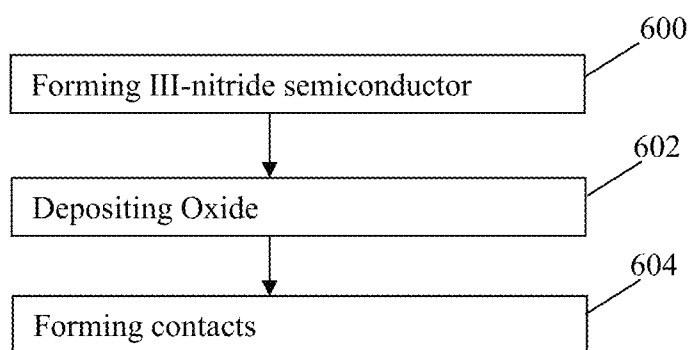 600
Forming III-nitride semiconductor
602
Depositing Oxide
604
Forming contacts